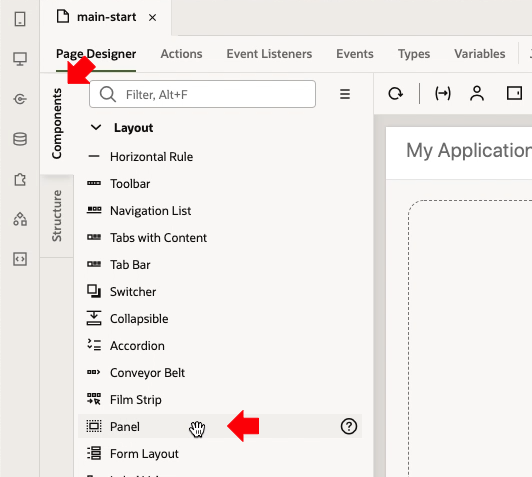 main-start ×
Page Designer Actions Event Listeners Events Types Variables
Components
Structure
Filter, Alt+F
Layout
Horizontal Rule
Toolbar
Navigation List
Tabs with Content
Tab Bar
Switcher
Collapsible
Accordion
Conveyor Belt
Film Strip
Panel
Form Layout
My Application